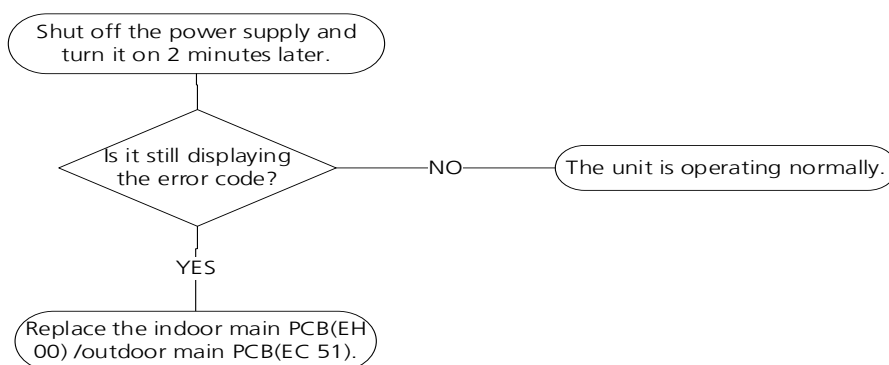 Shut off the power supply and
turn it on 2 minutes later.
Is it still displaying
the error code?
NO
The unit is operating normally.
YES
Replace the indoor main PCB(EH
00) /outdoor main PCB(EC 51).